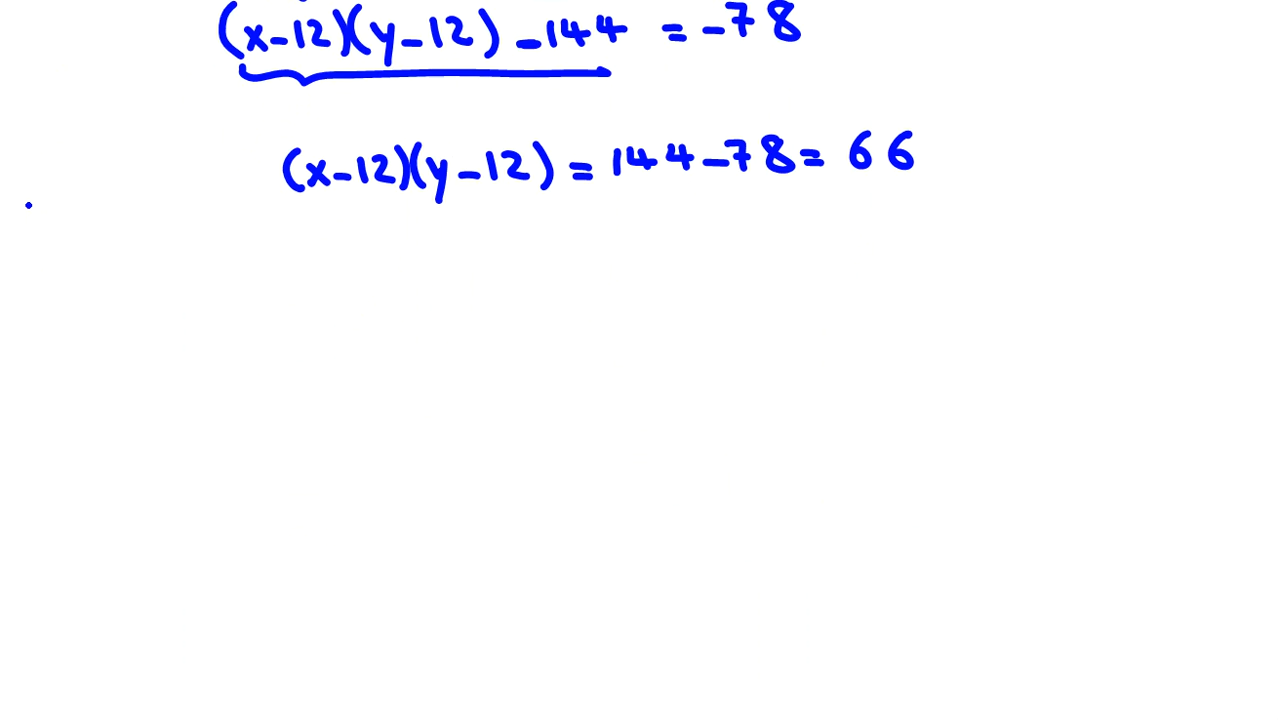 (x-12)(y-12) -144 = -78
(x-12)(y-12) = 144-78 = 66